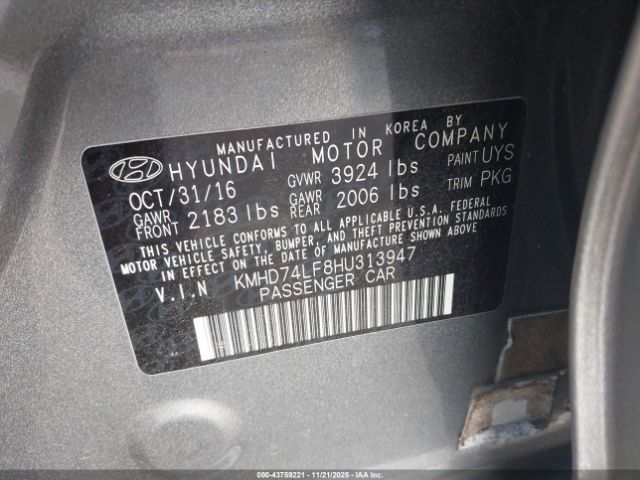 MANUFACTURED IN KOREA BY
HYUNDAI MOTOR COMPANY
OCT/31/16 GVWR 3924 lbs PAINT UYS
GAWR FRONT 2183 lbs GAWR REAR 2006 lbs TRIM PKG
THIS VEHICLE CONFORMS TO ALL APPLICABLE U.S.A. FEDERAL
MOTOR VEHICLE SAFETY, BUMPER, AND THEFT PREVENTION STANDARDS
IN EFFECT ON THE DATE OF MANUFACTURE SHOWN ABOVE.
V.I.N KMHD74LF8HU313947
PASSENGER CAR
000-43759221 - 11/21/2025 - IAAI.COM